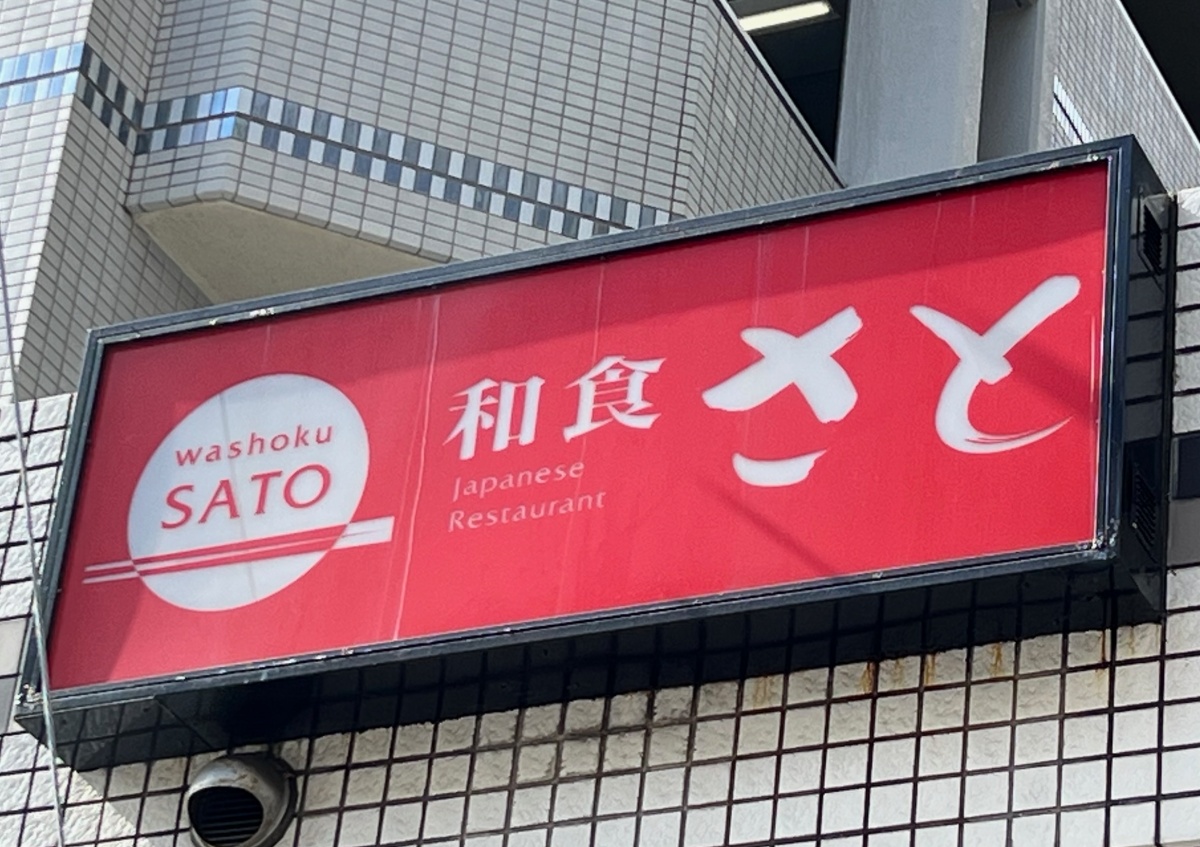 washoku
SATO
和食さと
Japanese
Restaurant